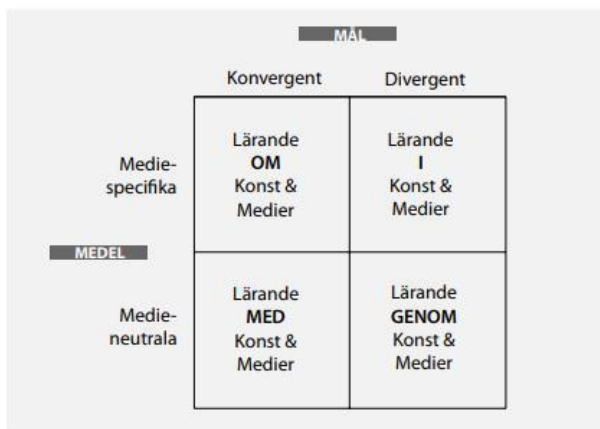 MÅL
Konvergent Divergent
Lärande
OM
Konst &
Medier
Lärande
I
Konst &
Medier
Medie-
specifika
MEDEL
Lärande
MED
Konst &
Medier
Lärande
GENOM
Konst &
Medier
Medie-
neutrala